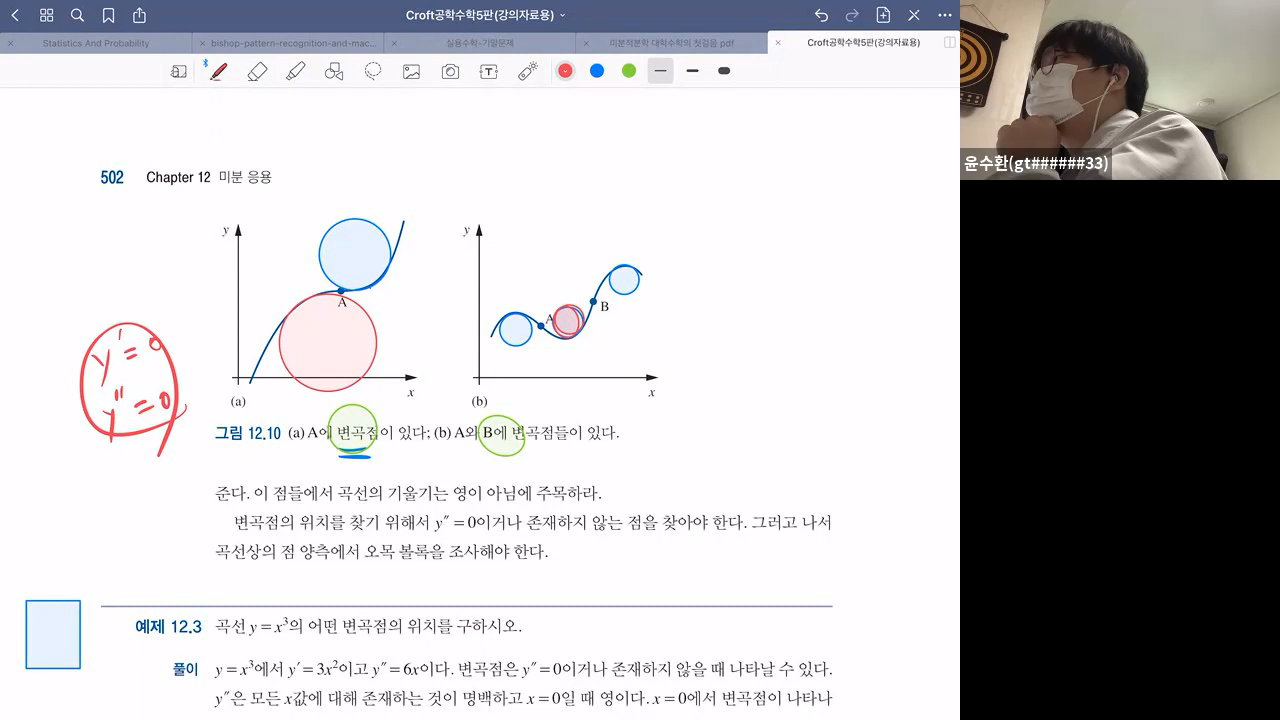 Croft공학수학5판(강의자료용)
Statistics And Probability
bishop-pattern-recognition-and-mac...
실용수학-기말문제
미분적분학 대학수학의 첫걸음.pdf
Croft공학수학5판(강의자료용)
윤수환(gt######33)
502 Chapter 12 미분 응용
y
A
x
(a)
y
A
B
x
(b)
y′ = 0
y″ = 0
그림 12.10 (a) A에 변곡점이 있다; (b) A와 B에 변곡점들이 있다.
준다. 이 점들에서 곡선의 기울기는 영이 아님에 주목하라.
변곡점의 위치를 찾기 위해서 y″ = 0이거나 존재하지 않는 점을 찾아야 한다. 그러고 나서
곡선상의 점 양측에서 오목 볼록을 조사해야 한다.
예제 12.3 곡선 y = x³의 어떤 변곡점의 위치를 구하시오.
풀이 y = x³에서 y′ = 3x²이고 y″ = 6x이다. 변곡점은 y″ = 0이거나 존재하지 않을 때 나타날 수 있다.
y″은 모든 x값에 대해 존재하는 것이 명백하고 x = 0일 때 영이다. x = 0에서 변곡점이 나타나